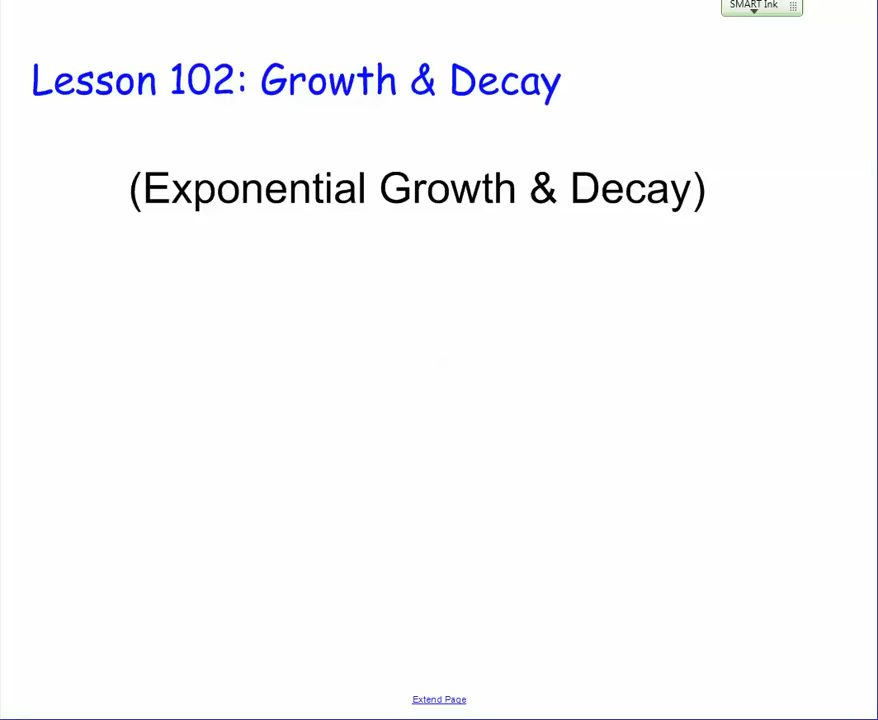 SMART Ink
Lesson 102: Growth & Decay
(Exponential Growth & Decay)
Extend Page